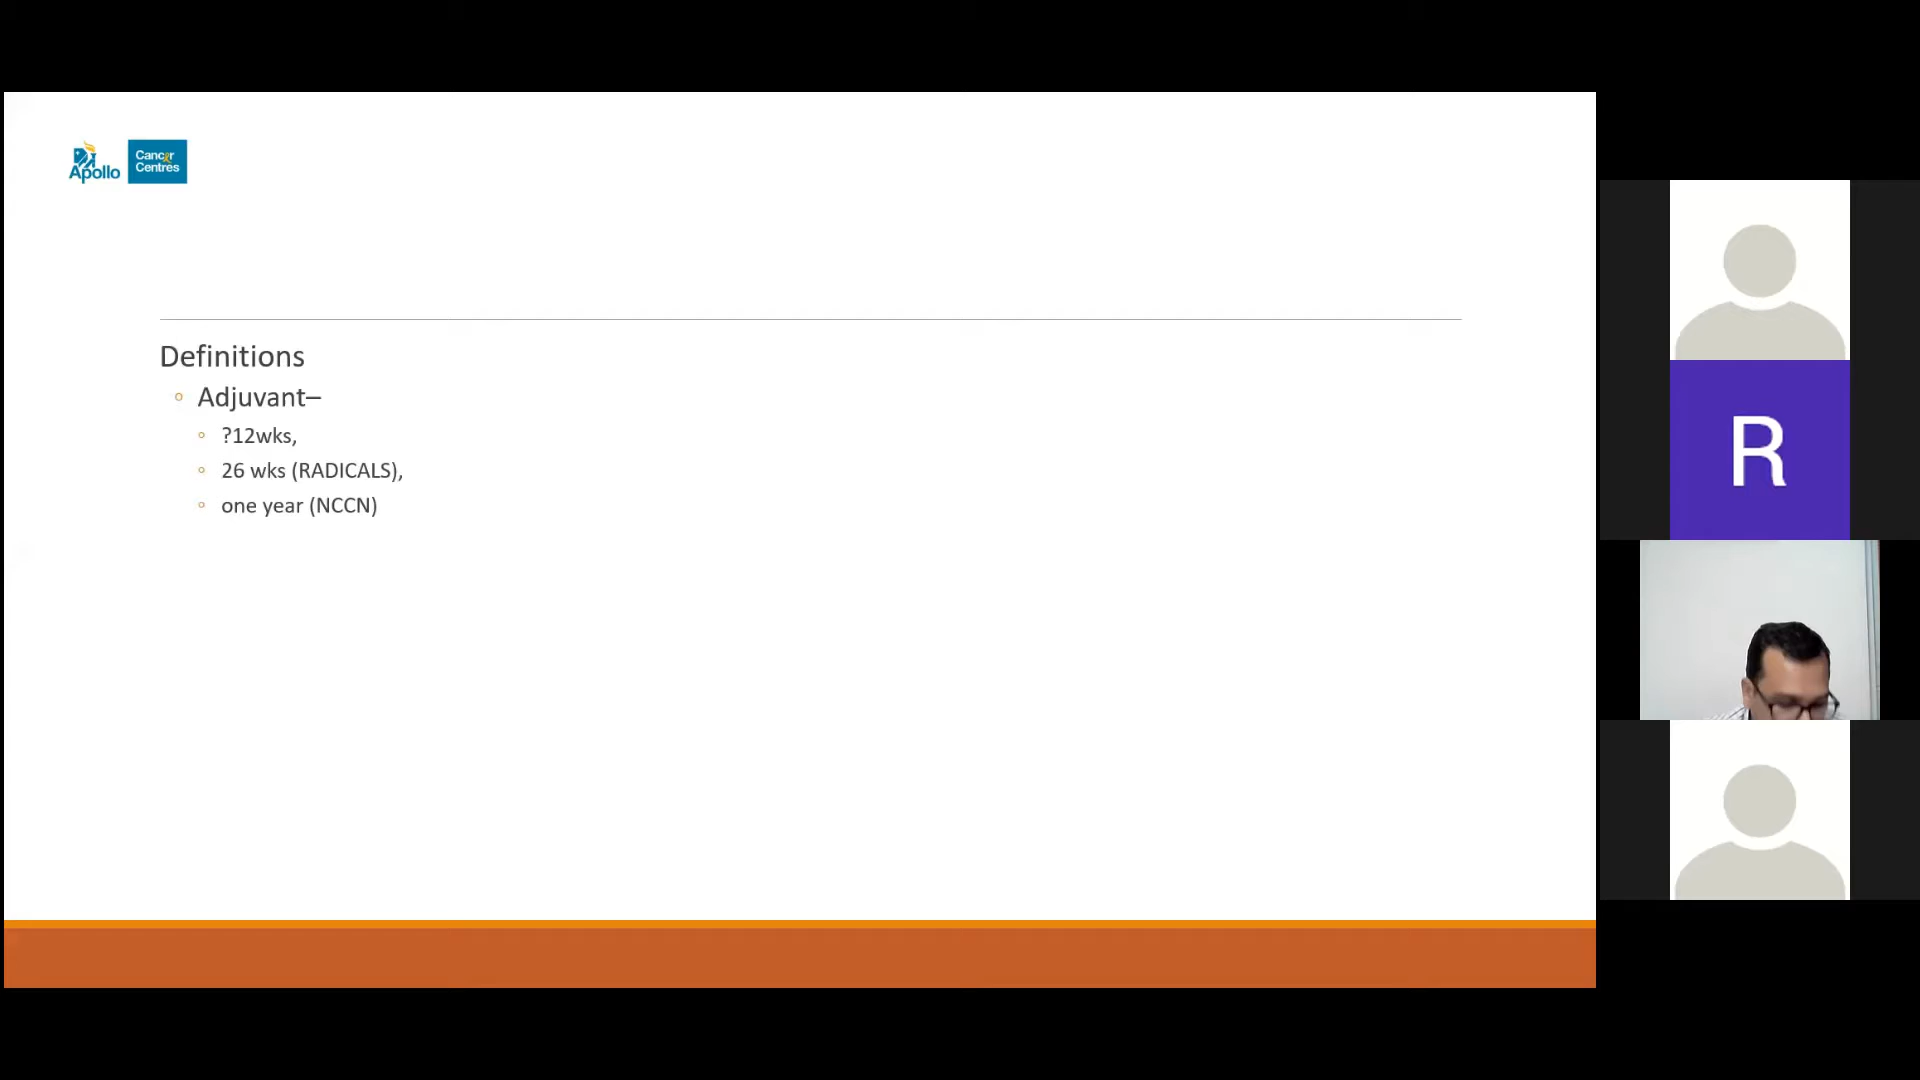 Apollo
Cancer
Centres
Definitions
Adjuvant–
?12wks,
26 wks (RADICALS),
one year (NCCN)
R